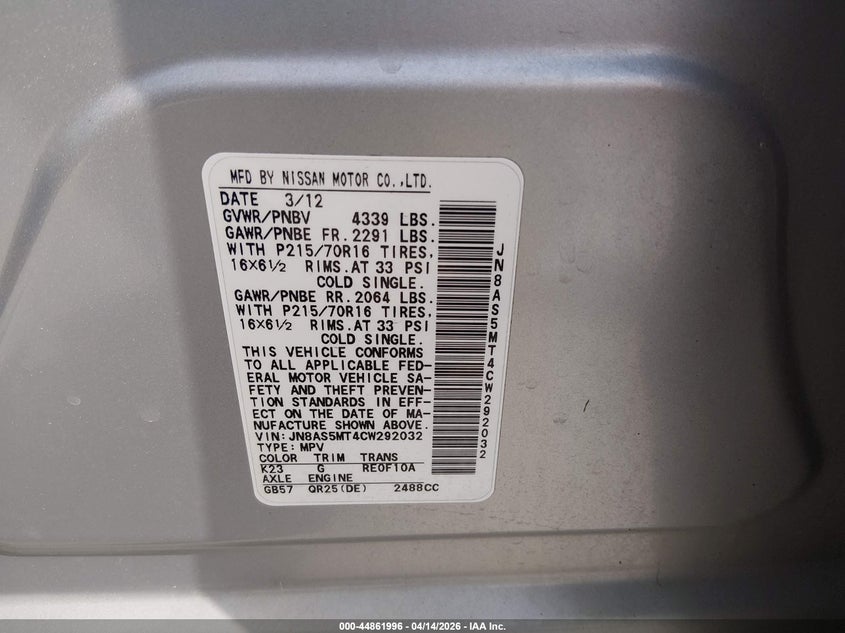 MFD BY NISSAN MOTOR CO.,LTD.
DATE 3/12
GVWR/PNBV 4339 LBS.
GAWR/PNBE FR. 2291 LBS.
WITH P215/70R16 TIRES,
16X6½ RIMS.AT 33 PSI
COLD SINGLE.
GAWR/PNBE RR. 2064 LBS.
WITH P215/70R16 TIRES,
16X6½ RIMS.AT 33 PSI
COLD SINGLE.
THIS VEHICLE CONFORMS
TO ALL APPLICABLE FED-
ERAL MOTOR VEHICLE SA-
FETY AND THEFT PREVEN-
TION STANDARDS IN EFF-
ECT ON THE DATE OF MA-
NUFACTURE SHOWN ABOVE.
VIN: JN8AS5MT4CW292032
TYPE: MPV
COLOR TRIM TRANS
K23 G RE0F10A
AXLE ENGINE
GB57 QR25(DE) 2488CC
JN8AS5MT4CW292032
000-44861996 - 04/14/2026 - IAA Inc.